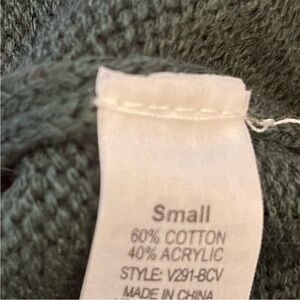 Small
60% COTTON
40% ACRYLIC
STYLE: V291-BCV
MADE IN CHINA